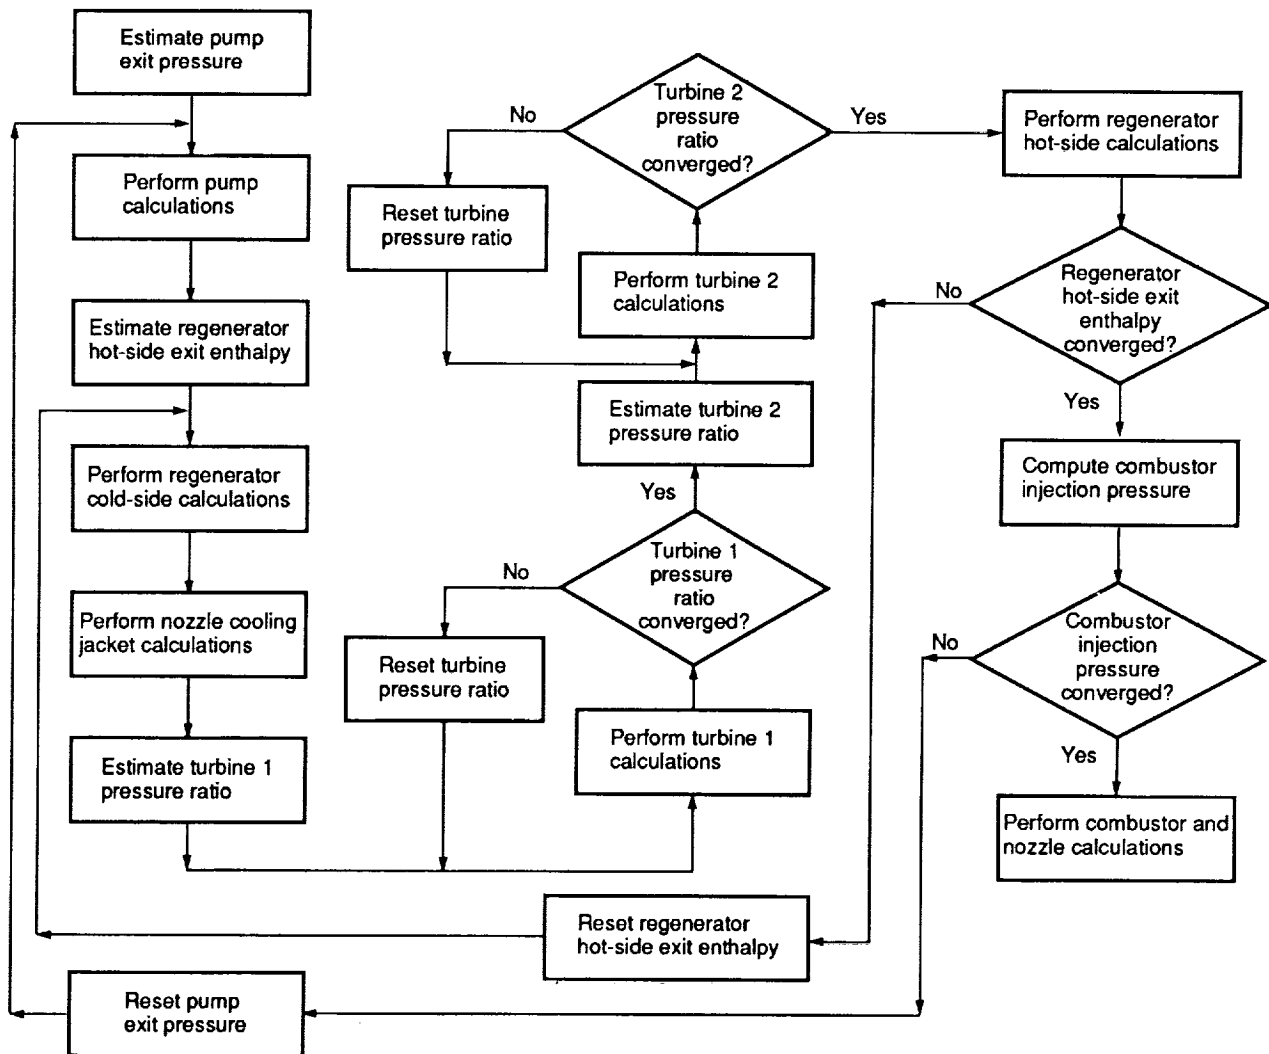 Estimate pump
exit pressure
Perform pump
calculations
Estimate regenerator
hot-side exit enthalpy
Perform regenerator
cold-side calculations
Perform nozzle cooling
jacket calculations
Estimate turbine 1
pressure ratio
Reset pump
exit pressure
Turbine 2
pressure
ratio
converged?
No
Yes
Reset turbine
pressure ratio
Perform turbine 2
calculations
Estimate turbine 2
pressure ratio
Yes
Turbine 1
pressure
ratio
converged?
No
Reset turbine
pressure ratio
Perform turbine 1
calculations
Reset regenerator
hot-side exit enthalpy
Perform regenerator
hot-side calculations
Regenerator
hot-side exit
enthalpy
converged?
No
Yes
Compute combustor
injection pressure
Combustor
injection
pressure
converged?
No
Yes
Perform combustor and
nozzle calculations